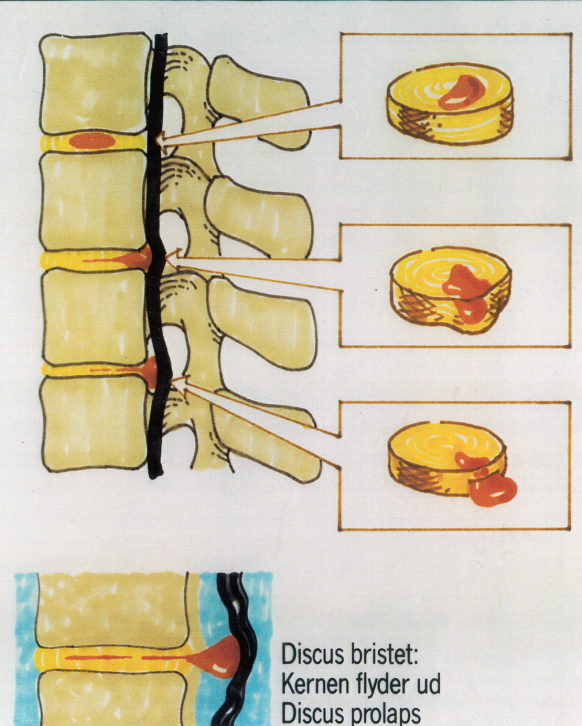 Discus bristet:
Kernen flyder ud
Discus prolaps